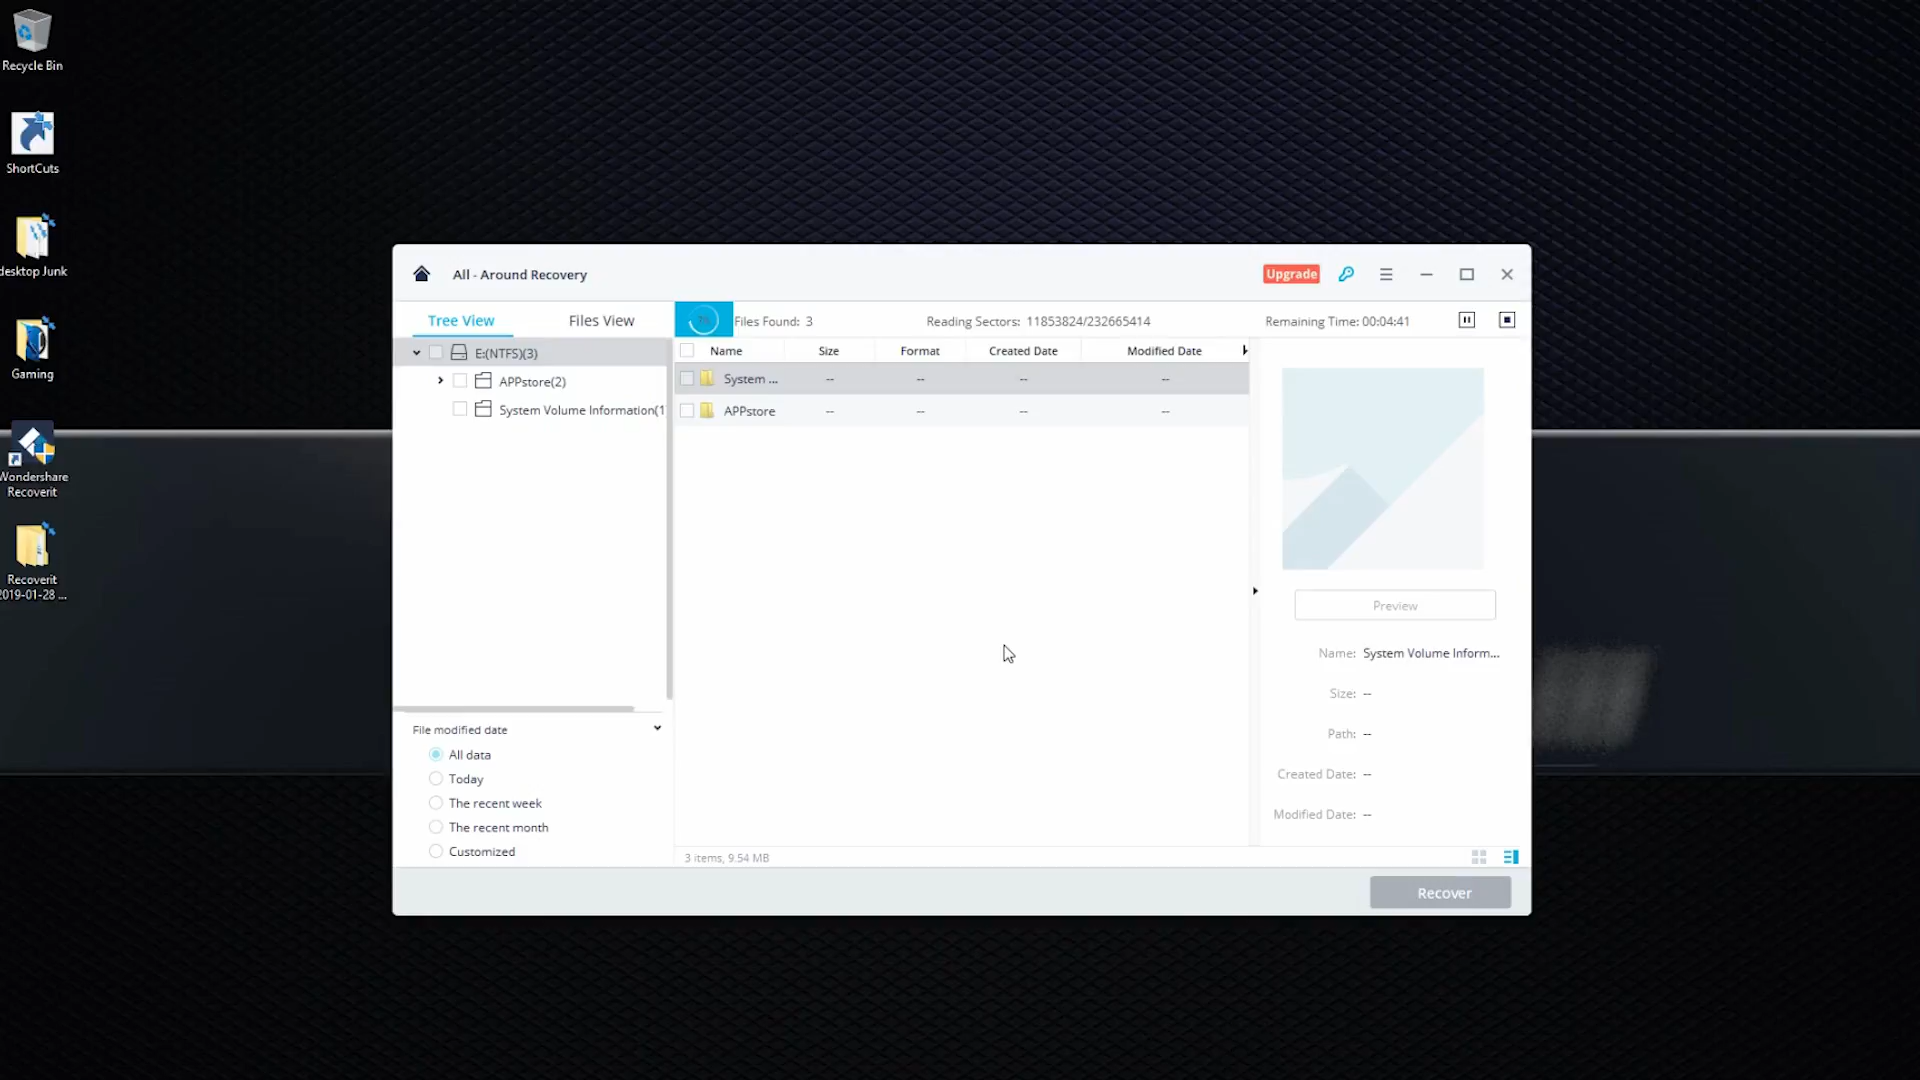 Recycle Bin
ShortCuts
desktop Junk
Gaming
Wondershare
Recoverit
Recoverit
2019-01-28 ...
All - Around Recovery
Upgrade
Tree View
Files View
Files Found: 3
Reading Sectors: 11853824/232665414
Remaining Time: 00:04:41
E:(NTFS)(3)
APPstore(2)
System Volume Information(1
Name Size Format Created Date Modified Date
System ... -- -- -- --
APPstore -- -- -- --
Preview
Name: System Volume Inform...
Size: --
Path: --
Created Date: --
Modified Date: --
File modified date
All data
Today
The recent week
The recent month
Customized
3 items, 9.54 MB
Recover